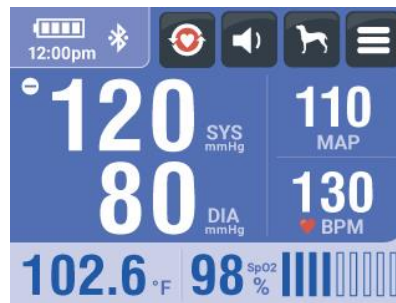 12:00pm
120 SYS mmHg
80 DIA mmHg
110
MAP
130
BPM
102.6 °F 98 SpO2 %